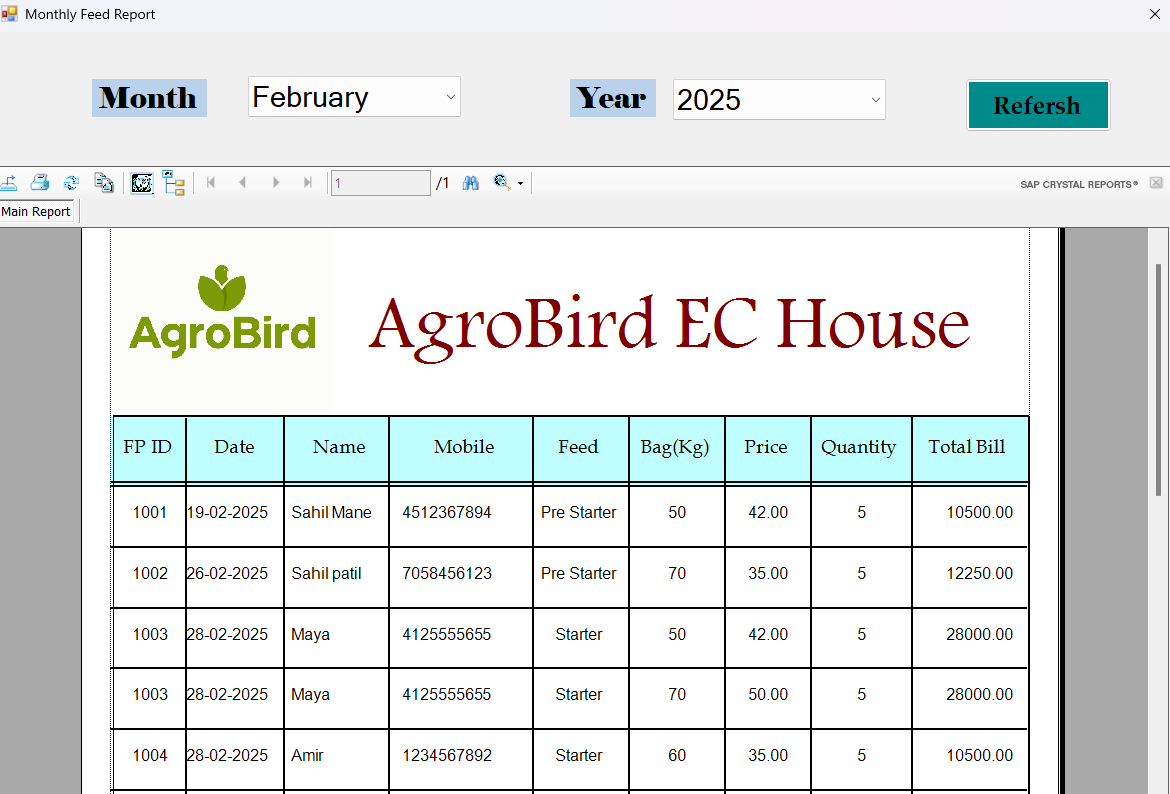 Monthly Feed Report
Month February Year 2025 Refersh
1 /1 SAP CRYSTAL REPORTS®
Main Report
AgroBird AgroBird EC House
FP ID Date Name Mobile Feed Bag(Kg) Price Quantity Total Bill
1001 19-02-2025 Sahil Mane 4512367894 Pre Starter 50 42.00 5 10500.00
1002 26-02-2025 Sahil patil 7058456123 Pre Starter 70 35.00 5 12250.00
1003 28-02-2025 Maya 4125555655 Starter 50 42.00 5 28000.00
1003 28-02-2025 Maya 4125555655 Starter 70 50.00 5 28000.00
1004 28-02-2025 Amir 1234567892 Starter 60 35.00 5 10500.00